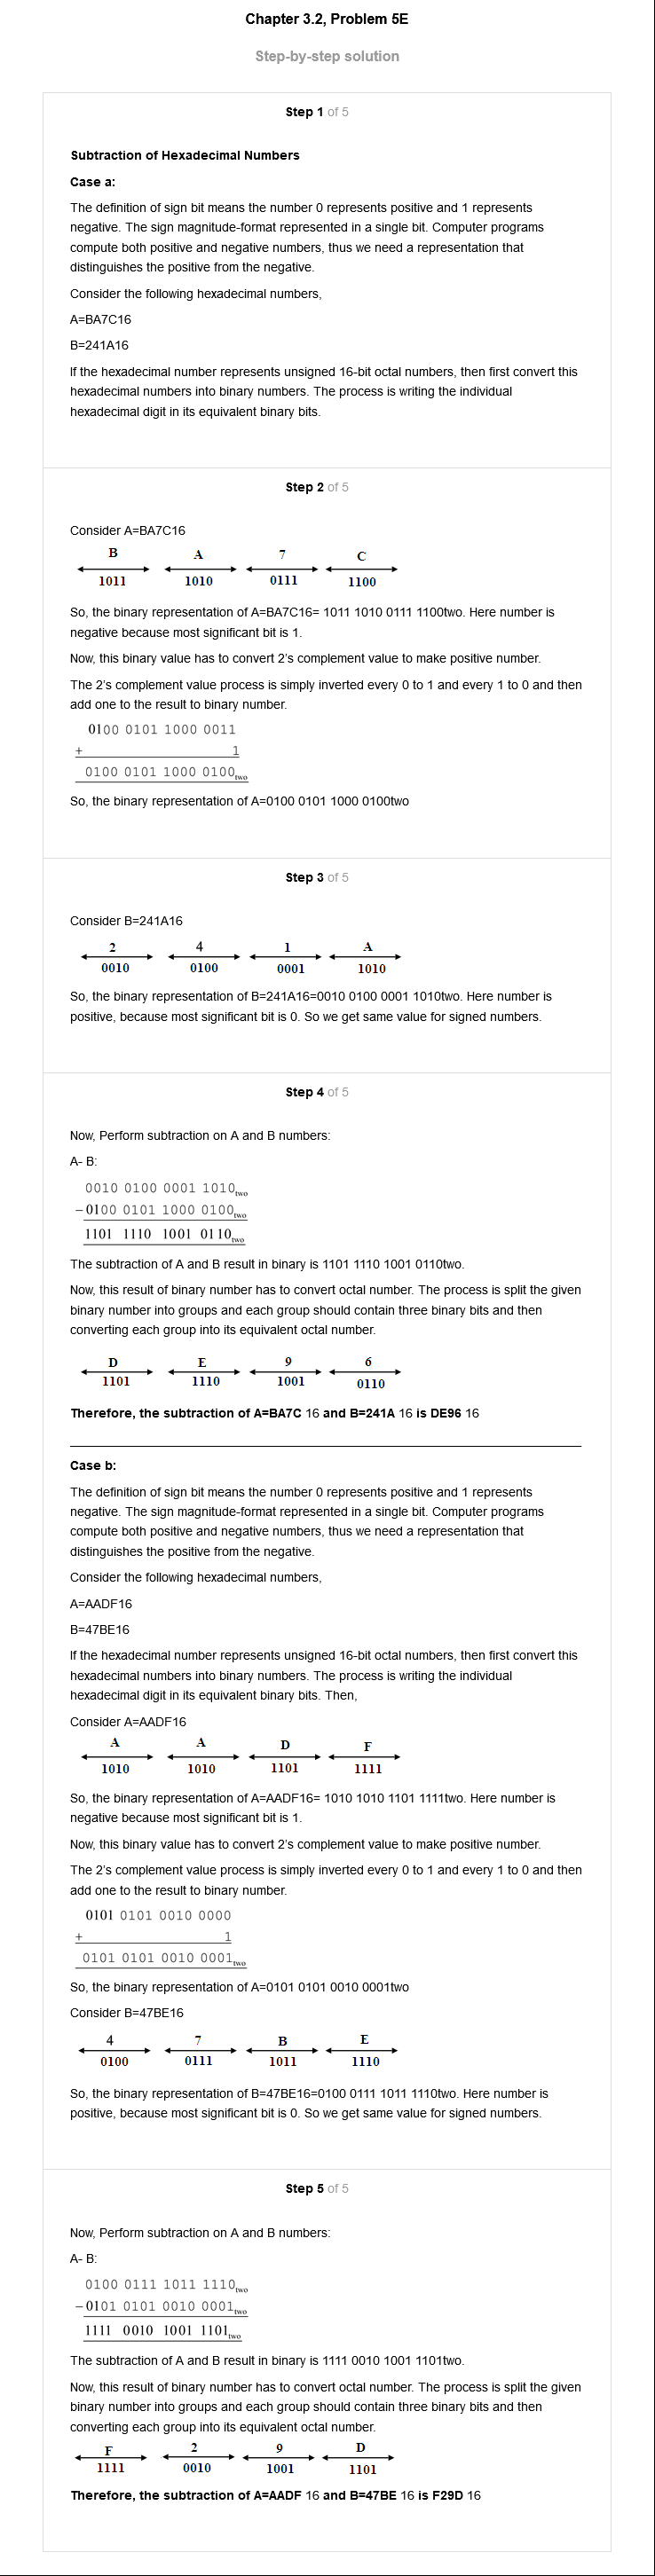 Chapter 3.2, Problem 5E
Step-by-step solution
Step 1 of 5
Subtraction of Hexadecimal Numbers
Case a:
The definition of sign bit means the number 0 represents positive and 1 represents
negative. The sign magnitude-format represented in a single bit. Computer programs
compute both positive and negative numbers, thus we need a representation that
distinguishes the positive from the negative.
Consider the following hexadecimal numbers,
A=BA7C16
B=241A16
If the hexadecimal number represents unsigned 16-bit octal numbers, then first convert this
hexadecimal numbers into binary numbers. The process is writing the individual
hexadecimal digit in its equivalent binary bits.
Step 2 of 5
Consider A=BA7C16
B A 7 C
1011 1010 0111 1100
So, the binary representation of A=BA7C16= 1011 1010 0111 1100two. Here number is
negative because most significant bit is 1.
Now, this binary value has to convert 2's complement value to make positive number.
The 2's complement value process is simply inverted every 0 to 1 and every 1 to 0 and then
add one to the result to binary number.
0100 0101 1000 0011
+ 1
0100 0101 1000 0100two
So, the binary representation of A=0100 0101 1000 0100two
Step 3 of 5
Consider B=241A16
2 4 1 A
0010 0100 0001 1010
So, the binary representation of B=241A16=0010 0100 0001 1010two. Here number is
positive, because most significant bit is 0. So we get same value for signed numbers.
Step 4 of 5
Now, Perform subtraction on A and B numbers:
A- B:
0010 0100 0001 1010two
−0100 0101 1000 0100two
1101 1110 1001 0110two
The subtraction of A and B result in binary is 1101 1110 1001 0110two.
Now, this result of binary number has to convert octal number. The process is split the given
binary number into groups and each group should contain three binary bits and then
converting each group into its equivalent octal number.
D E 9 6
1101 1110 1001 0110
Therefore, the subtraction of A=BA7C 16 and B=241A 16 is DE96 16
Case b:
The definition of sign bit means the number 0 represents positive and 1 represents
negative. The sign magnitude-format represented in a single bit. Computer programs
compute both positive and negative numbers, thus we need a representation that
distinguishes the positive from the negative.
Consider the following hexadecimal numbers,
A=AADF16
B=47BE16
If the hexadecimal number represents unsigned 16-bit octal numbers, then first convert this
hexadecimal numbers into binary numbers. The process is writing the individual
hexadecimal digit in its equivalent binary bits. Then,
Consider A=AADF16
A A D F
1010 1010 1101 1111
So, the binary representation of A=AADF16= 1010 1010 1101 1111two. Here number is
negative because most significant bit is 1.
Now, this binary value has to convert 2's complement value to make positive number.
The 2's complement value process is simply inverted every 0 to 1 and every 1 to 0 and then
add one to the result to binary number.
0101 0101 0010 0000
+ 1
0101 0101 0010 0001two
So, the binary representation of A=0101 0101 0010 0001two
Consider B=47BE16
4 7 B E
0100 0111 1011 1110
So, the binary representation of B=47BE16=0100 0111 1011 1110two. Here number is
positive, because most significant bit is 0. So we get same value for signed numbers.
Step 5 of 5
Now, Perform subtraction on A and B numbers:
A- B:
0100 0111 1011 1110two
−0101 0101 0010 0001two
1111 0010 1001 1101two
The subtraction of A and B result in binary is 1111 0010 1001 1101two.
Now, this result of binary number has to convert octal number. The process is split the given
binary number into groups and each group should contain three binary bits and then
converting each group into its equivalent octal number.
F 2 9 D
1111 0010 1001 1101
Therefore, the subtraction of A=AADF 16 and B=47BE 16 is F29D 16